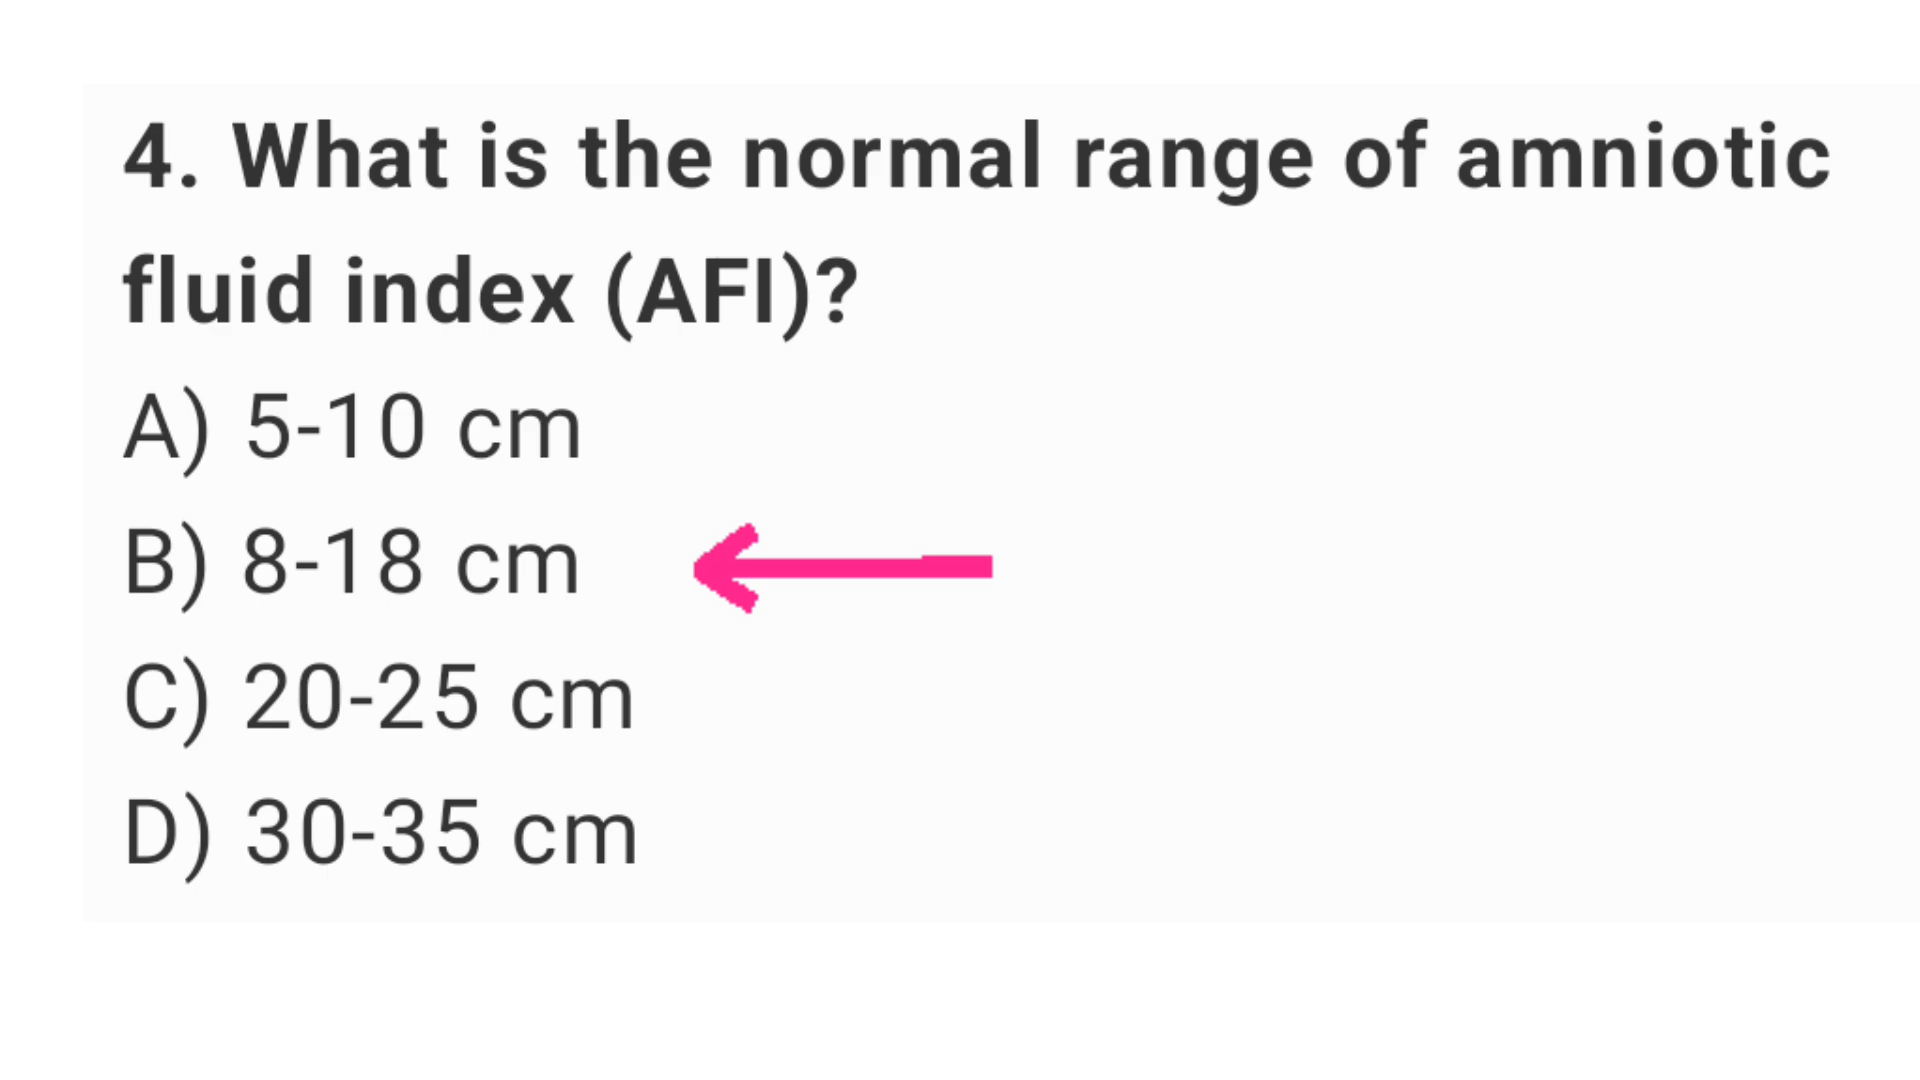 4. What is the normal range of amniotic
fluid index (AFI)?
A) 5-10 cm
B) 8-18 cm
C) 20-25 cm
D) 30-35 cm